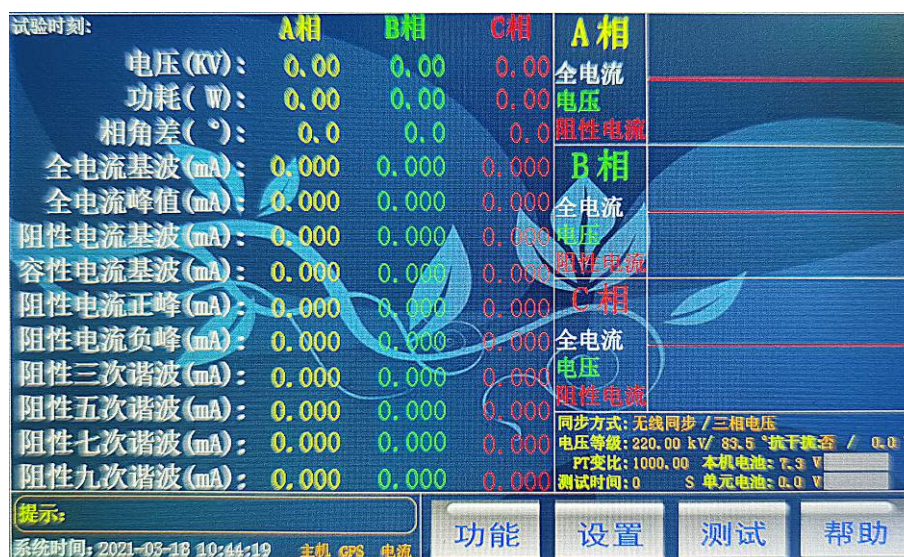 试验时刻: A相 B相 C相
电压(KV): 0.00 0.00 0.00
功耗( W): 0.00 0.00 0.00
相角差( °): 0.0 0.0 0.0
全电流基波(mA): 0.000 0.000 0.000
全电流峰值(mA): 0.000 0.000 0.000
阻性电流基波(mA): 0.000 0.000 0.000
容性电流基波(mA): 0.000 0.000 0.000
阻性电流正峰(mA): 0.000 0.000 0.000
阻性电流负峰(mA): 0.000 0.000 0.000
阻性三次谐波(mA): 0.000 0.000 0.000
阻性五次谐波(mA): 0.000 0.000 0.000
阻性七次谐波(mA): 0.000 0.000 0.000
阻性九次谐波(mA): 0.000 0.000 0.000
A相
全电流
电压
阻性电流
B相
全电流
电压
阻性电流
C相
全电流
电压
阻性电流
同步方式:无线同步 /三相电压
电压等级:220.00 kV/ 83.5 °抗干扰:否 / 0.0
PT变比:1000.00 本机电池:7.3 V
测试时间:0 S 单元电池:0.0 V
提示:
系统时间:2021-03-18 10:44:19 主机 GPS 电流
功能 设置 测试 帮助